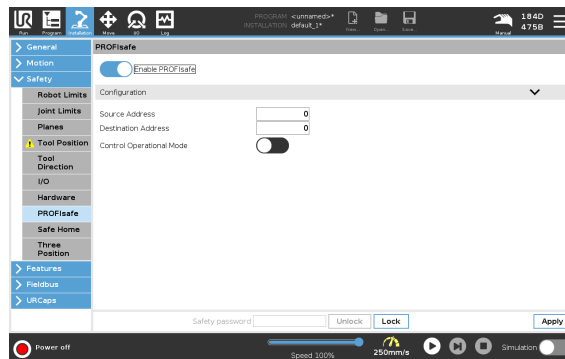 PROGRAM <unnamed>*
INSTALLATION default_1*
New... Open... Save...
184D
475B
Run Program Installation Move I/O Log Manual
General
Motion
Safety
Robot Limits
Joint Limits
Planes
Tool Position
Tool
Direction
I/O
Hardware
PROFIsafe
Safe Home
Three
Position
Features
Fieldbus
URCaps
PROFIsafe
Enable PROFIsafe
Configuration
Source Address 0
Destination Address 0
Control Operational Mode
Safety password Unlock Lock Apply
Power off
Speed 100%
250mm/s
Simulation